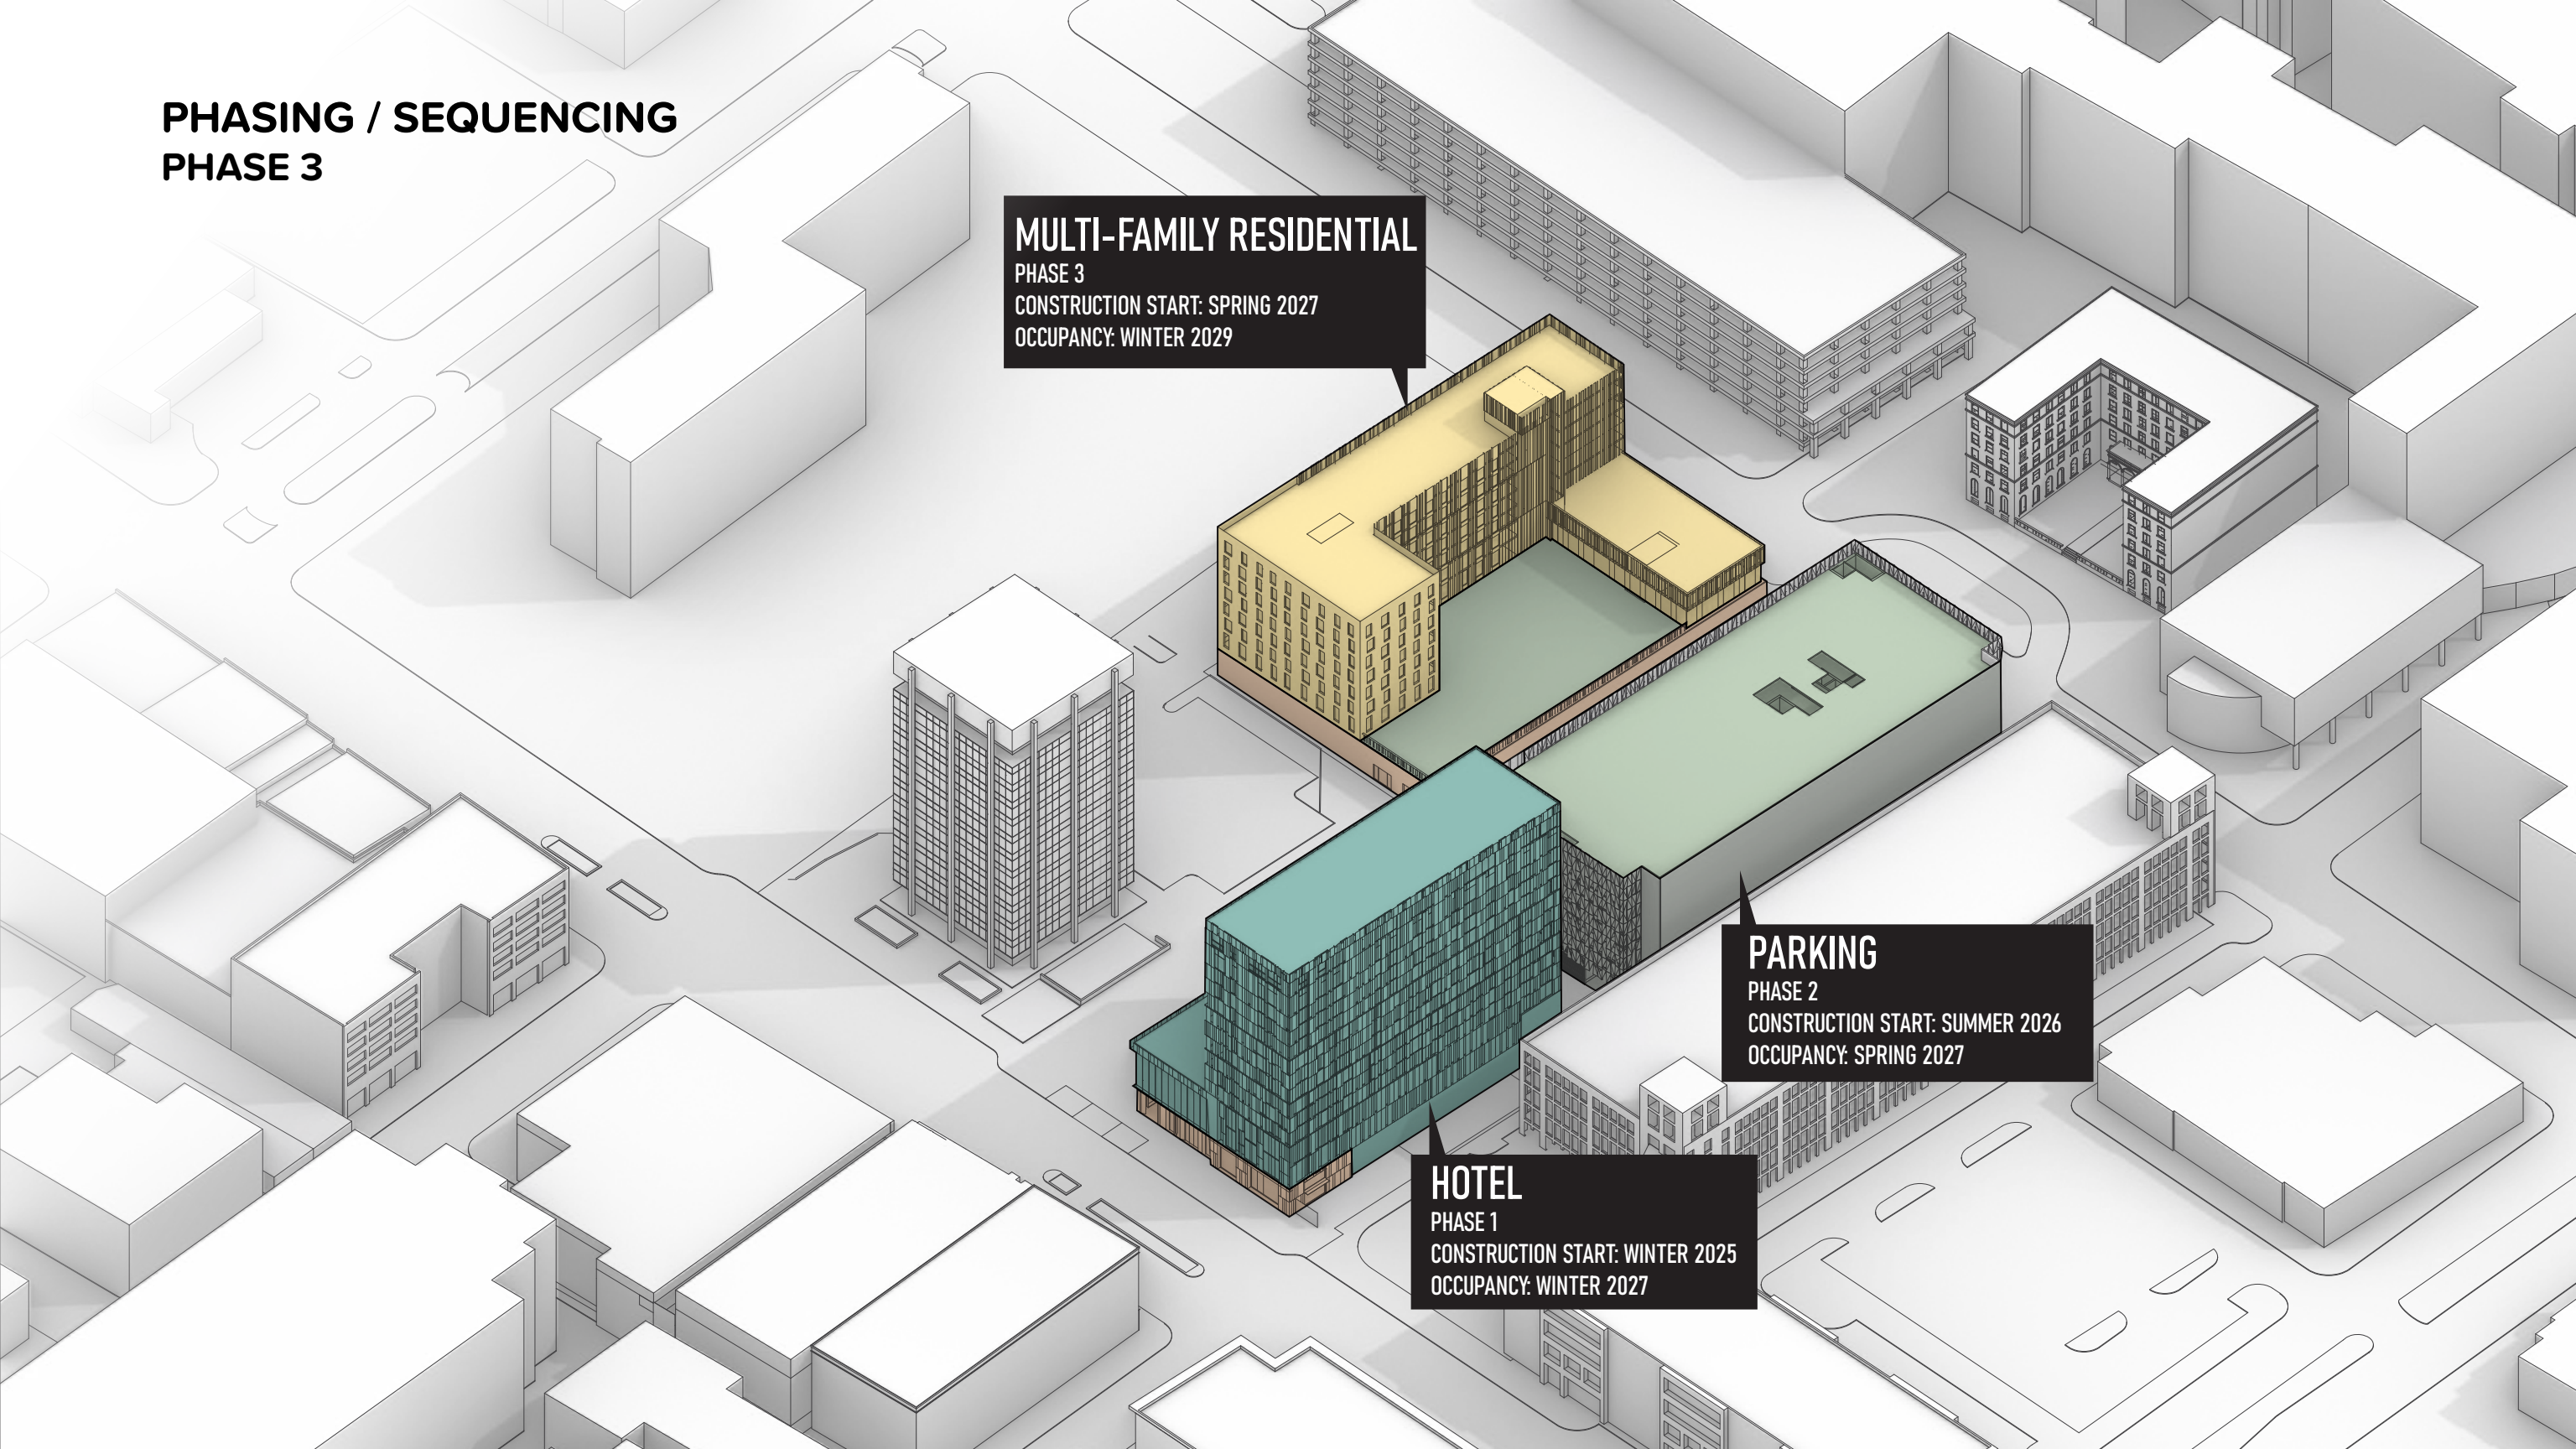 PHASING / SEQUENCING
PHASE 3
MULTI-FAMILY RESIDENTIAL
PHASE 3
CONSTRUCTION START: SPRING 2027
OCCUPANCY: WINTER 2029
PARKING
PHASE 2
CONSTRUCTION START: SUMMER 2026
OCCUPANCY: SPRING 2027
HOTEL
PHASE 1
CONSTRUCTION START: WINTER 2025
OCCUPANCY: WINTER 2027